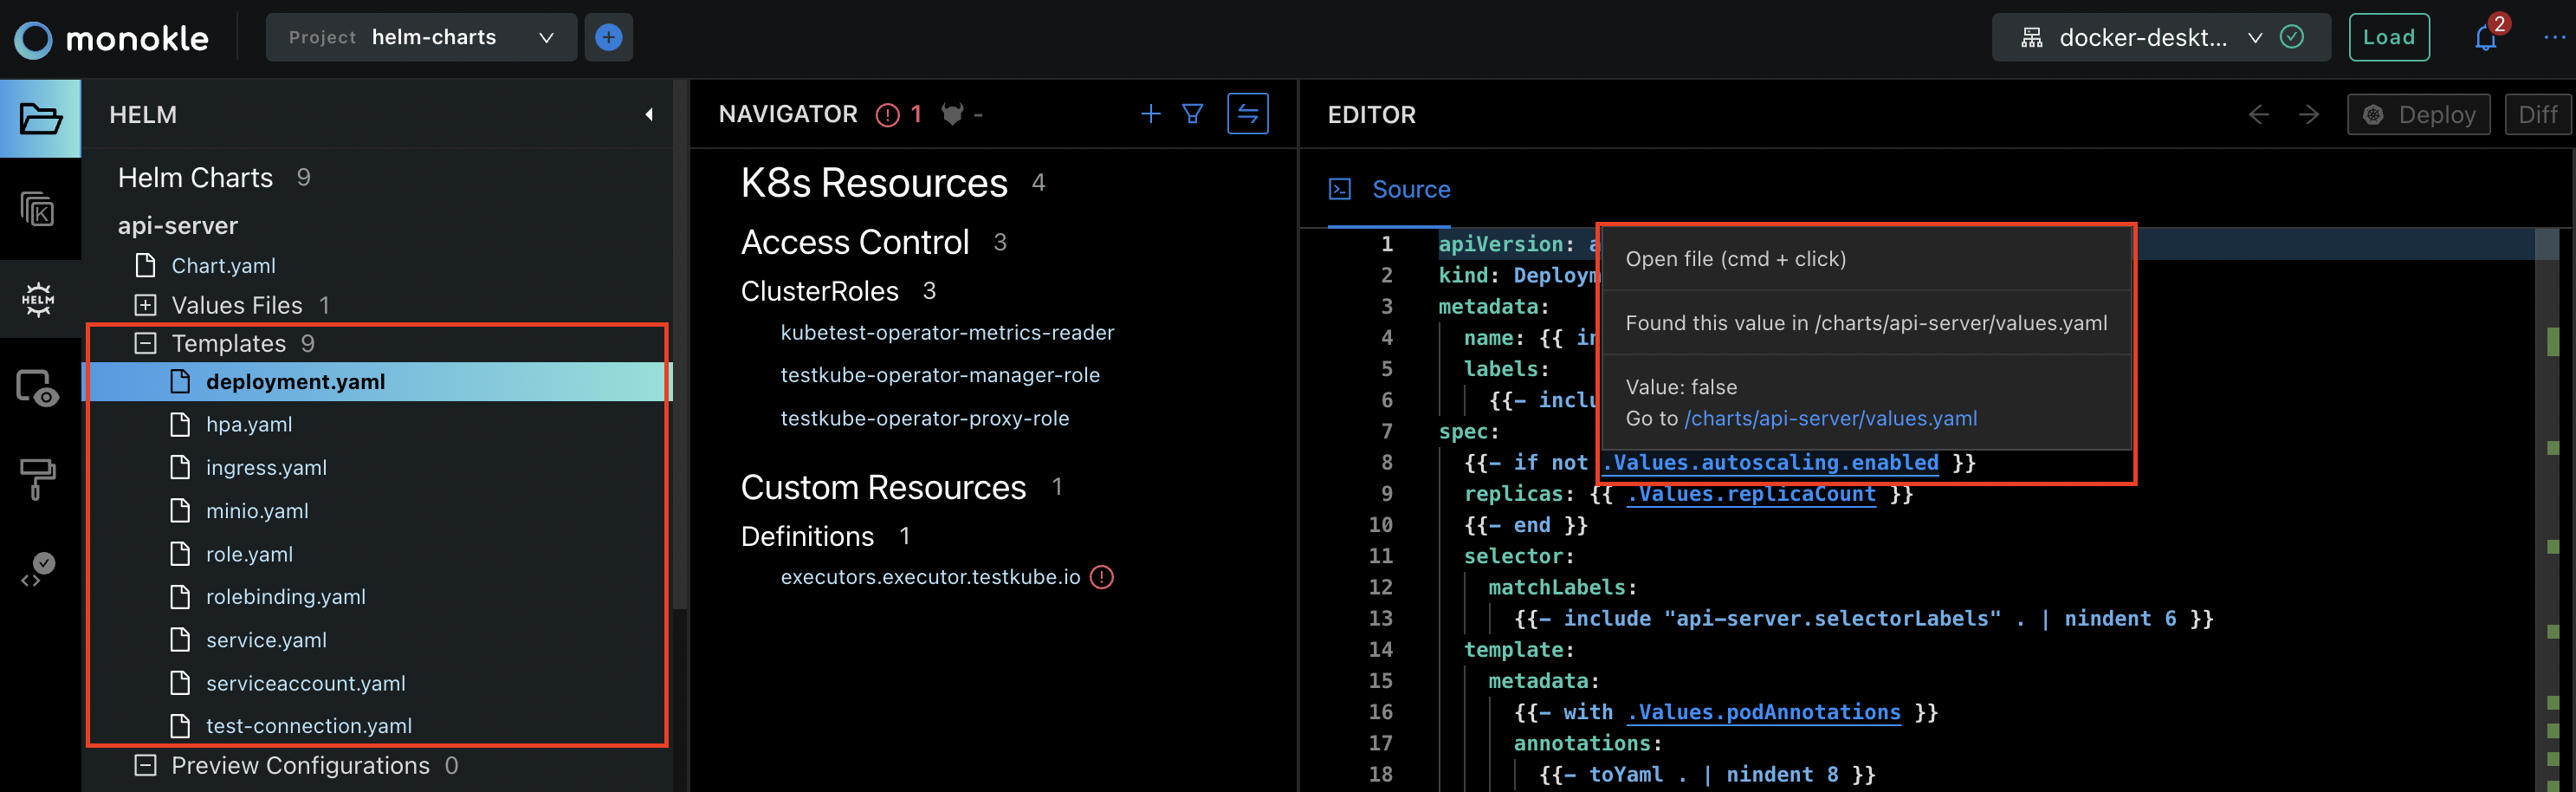 monokle
Project helm-charts
docker-deskt...
Load
2
HELM
Helm Charts 9
api-server
Chart.yaml
Values Files 1
Templates 9
deployment.yaml
hpa.yaml
ingress.yaml
minio.yaml
role.yaml
rolebinding.yaml
service.yaml
serviceaccount.yaml
test-connection.yaml
Preview Configurations 0
NAVIGATOR 1 -
K8s Resources 4
Access Control 3
ClusterRoles 3
kubetest-operator-metrics-reader
testkube-operator-manager-role
testkube-operator-proxy-role
Custom Resources 1
Definitions 1
executors.executor.testkube.io
EDITOR
Deploy
Diff
Source
1 apiVersion: a
2 kind: Deploym
3 metadata:
4 name: {{ in
5 labels:
6 {{- inclu
7 spec:
Open file (cmd + click)
Found this value in /charts/api-server/values.yaml
Value: false
Go to /charts/api-server/values.yaml
8 {{- if not .Values.autoscaling.enabled }}
9 replicas: {{ .Values.replicaCount }}
10 {{- end }}
11 selector:
12 matchLabels:
13 {{- include "api-server.selectorLabels" . | nindent 6 }}
14 template:
15 metadata:
16 {{- with .Values.podAnnotations }}
17 annotations:
18 {{- toYaml . | nindent 8 }}